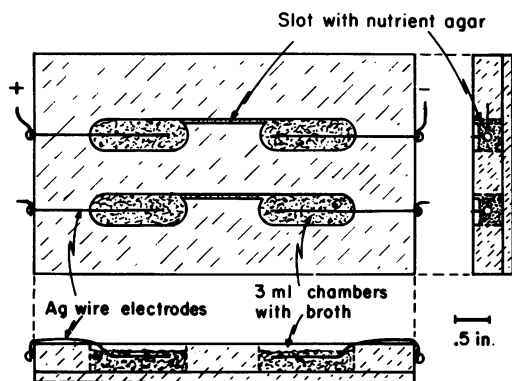 Slot with nutrient agar
+
−
Ag wire electrodes
3 ml chambers
with broth
.5 in.